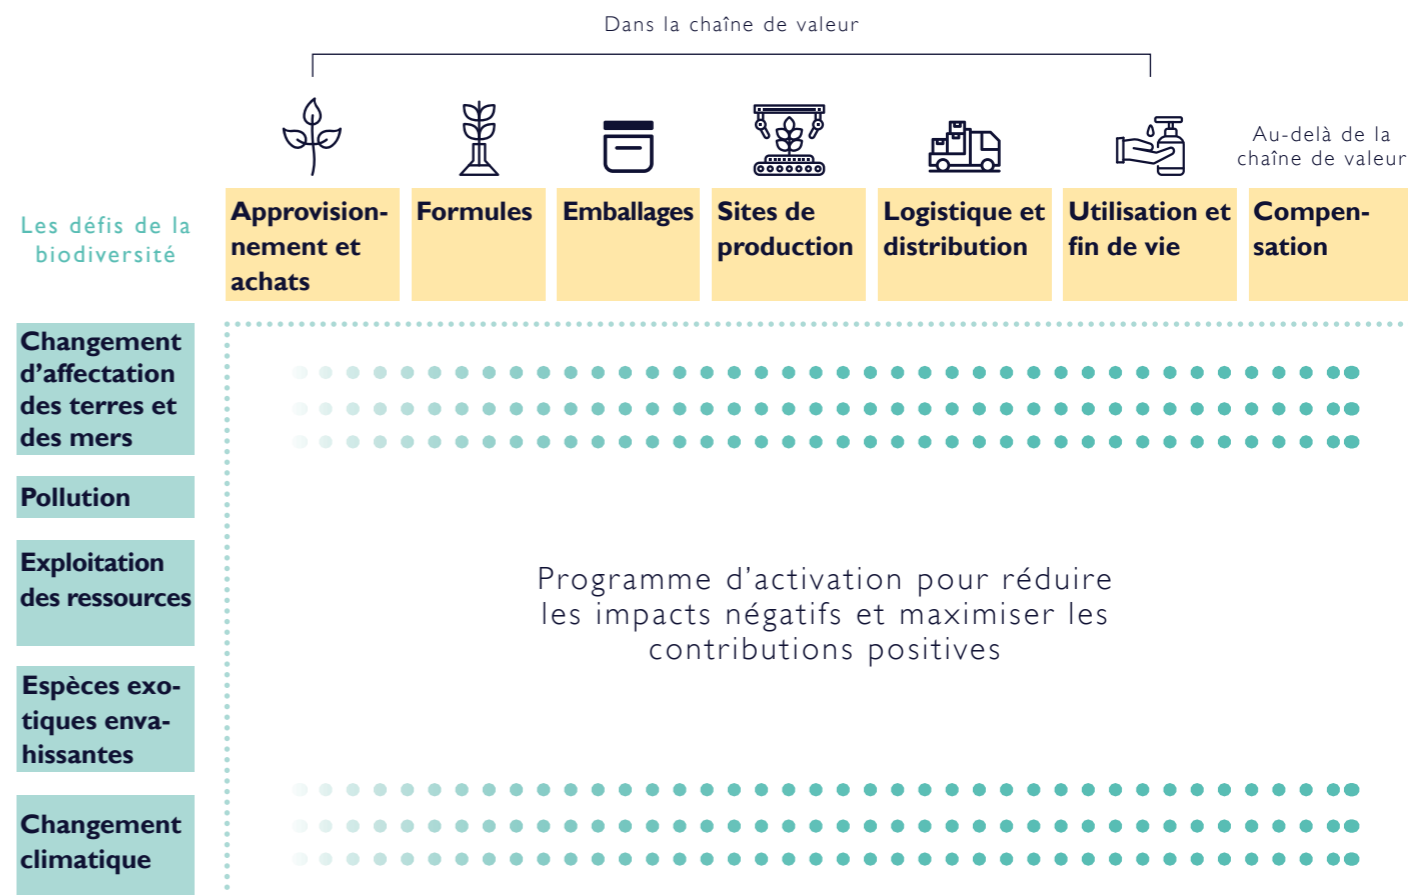 Dans la chaîne de valeur
Au-delà de la
chaîne de valeur
Les défis de la
biodiversité
Approvision-
nement et
achats
Formules
Emballages
Sites de
production
Logistique et
distribution
Utilisation et
fin de vie
Compen-
sation
Changement
d’affectation
des terres et
des mers
Pollution
Exploitation
des ressources
Espèces exo-
tiques enva-
hissantes
Changement
climatique
Programme d’activation pour réduire
les impacts négatifs et maximiser les
contributions positives